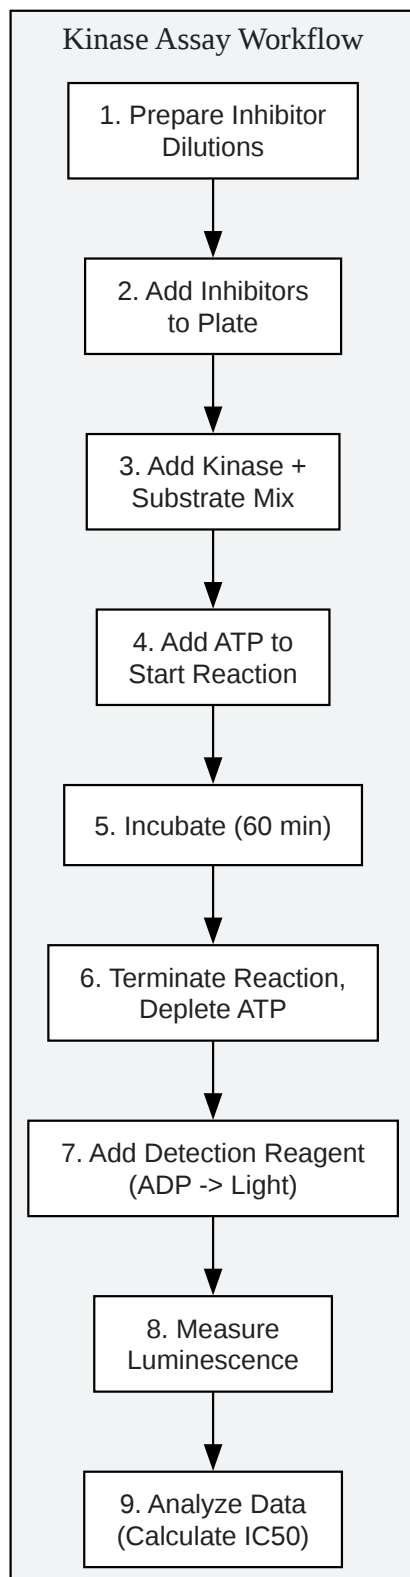 Kinase Assay Workflow
1. Prepare Inhibitor
Dilutions
2. Add Inhibitors
to Plate
3. Add Kinase +
Substrate Mix
4. Add ATP to
Start Reaction
5. Incubate (60 min)
6. Terminate Reaction,
Deplete ATP
7. Add Detection Reagent
(ADP -> Light)
8. Measure
Luminescence
9. Analyze Data
(Calculate IC50)